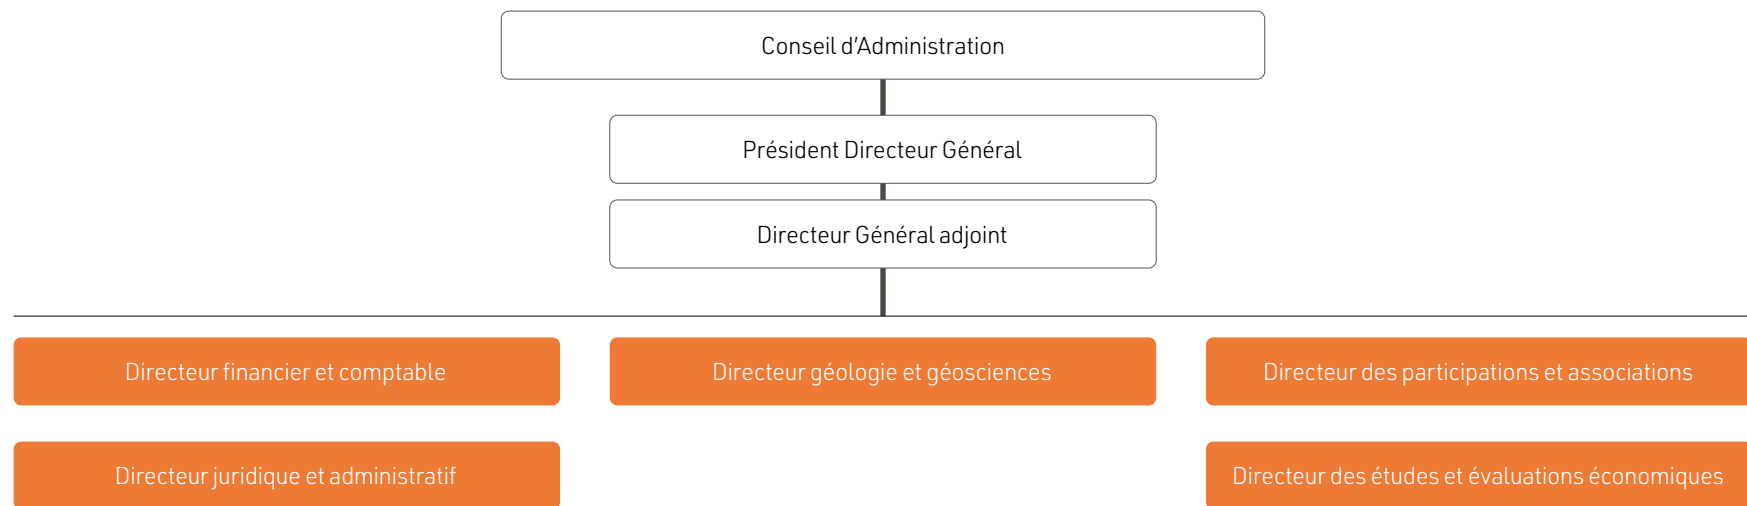 Conseil d'Administration
Président Directeur Général
Directeur Général adjoint
Directeur financier et comptable
Directeur géologie et géosciences
Directeur des participations et associations
Directeur juridique et administratif
Directeur des études et évaluations économiques